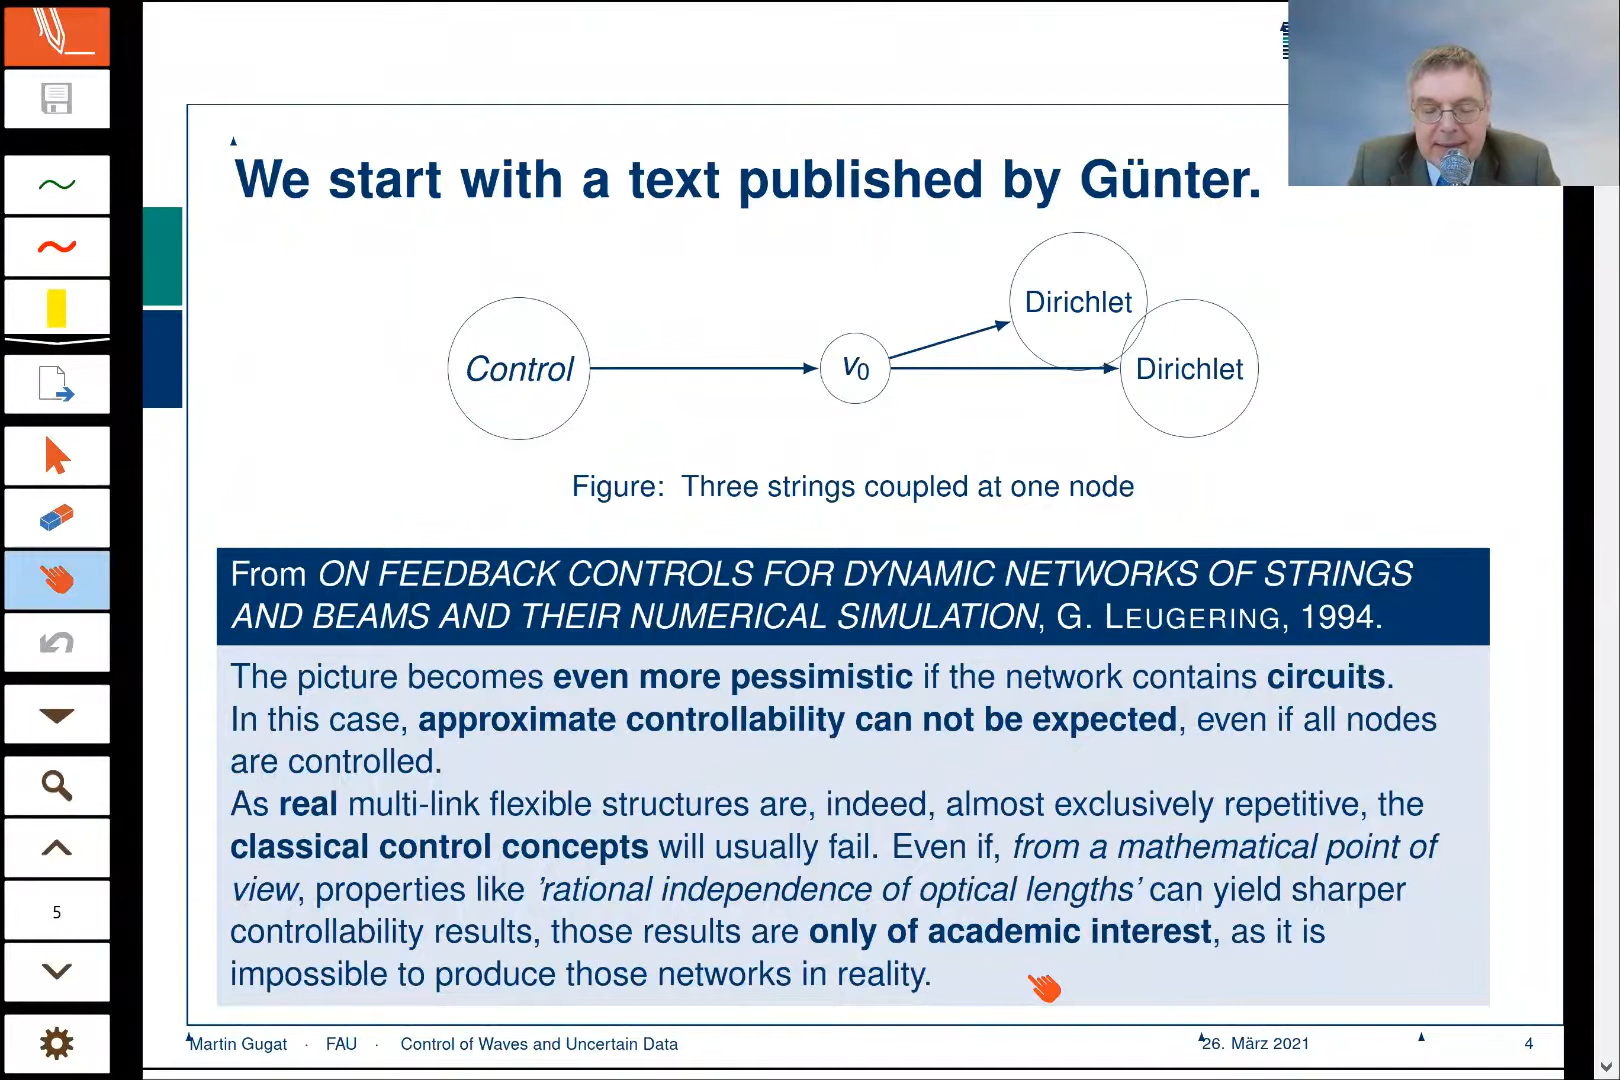 We start with a text published by Günter.
Dirichlet
Control
v0
Dirichlet
Figure: Three strings coupled at one node
From ON FEEDBACK CONTROLS FOR DYNAMIC NETWORKS OF STRINGS
AND BEAMS AND THEIR NUMERICAL SIMULATION, G. LEUGERING, 1994.
The picture becomes even more pessimistic if the network contains circuits.
In this case, approximate controllability can not be expected, even if all nodes
are controlled.
As real multi-link flexible structures are, indeed, almost exclusively repetitive, the
classical control concepts will usually fail. Even if, from a mathematical point of
view, properties like 'rational independence of optical lengths' can yield sharper
controllability results, those results are only of academic interest, as it is
impossible to produce those networks in reality.
5
Martin Gugat · FAU · Control of Waves and Uncertain Data 26. März 2021 4